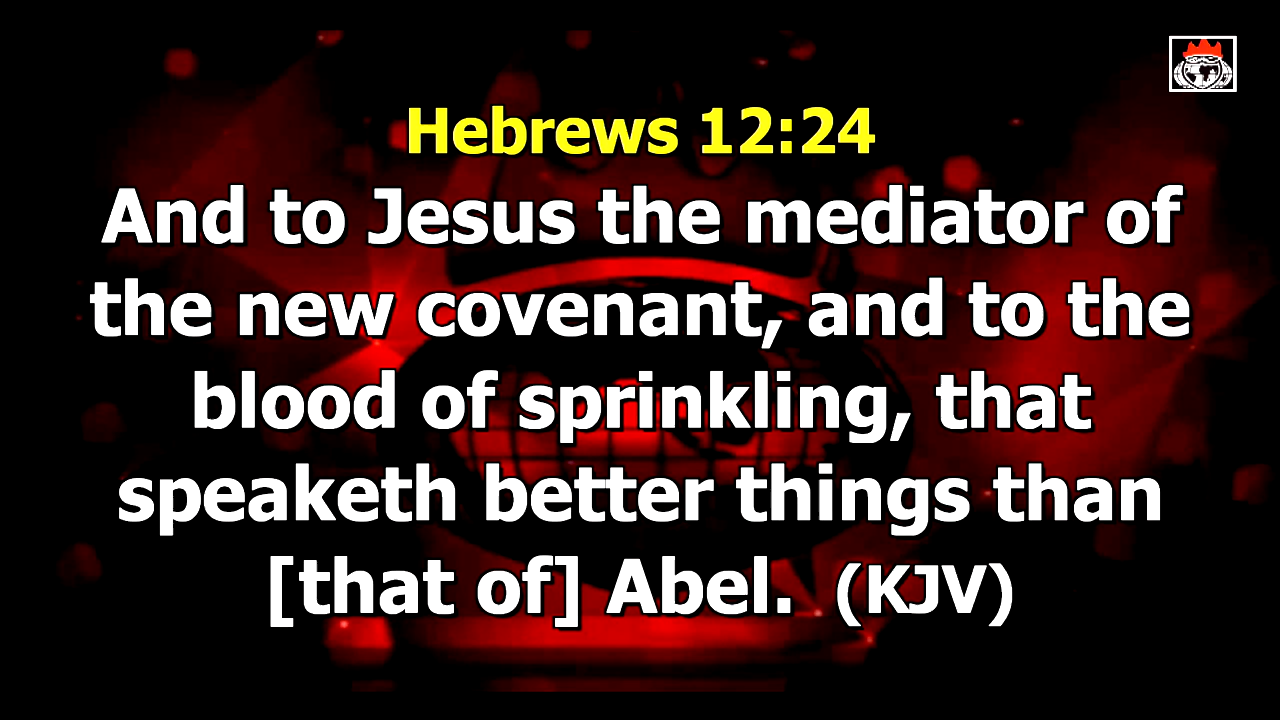 Hebrews 12:24
And to Jesus the mediator of
the new covenant, and to the
blood of sprinkling, that
speaketh better things than
[that of] Abel. (KJV)